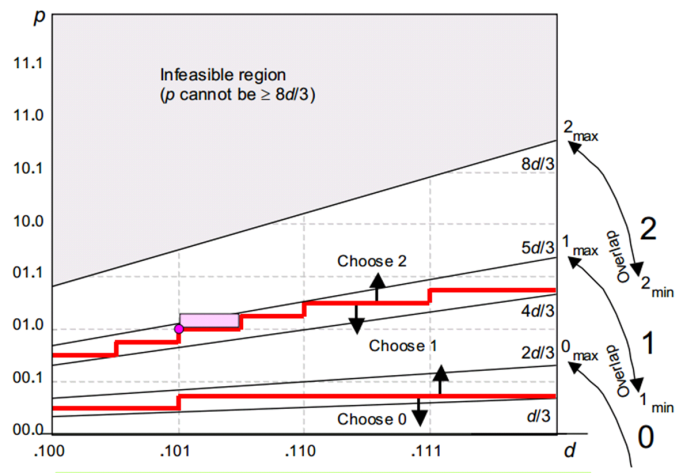 p
11.1
Infeasible region
(p cannot be ≥ 8d/3)
11.0
2max
10.1
8d/3
10.0
2
5d/3
1max
Overlap
Choose 2
01.1
2min
4d/3
01.0
Choose 1
1
2d/3
0max
Overlap
00.1
1min
Choose 0
d/3
0
00.0
.100
.101
.110
.111
d